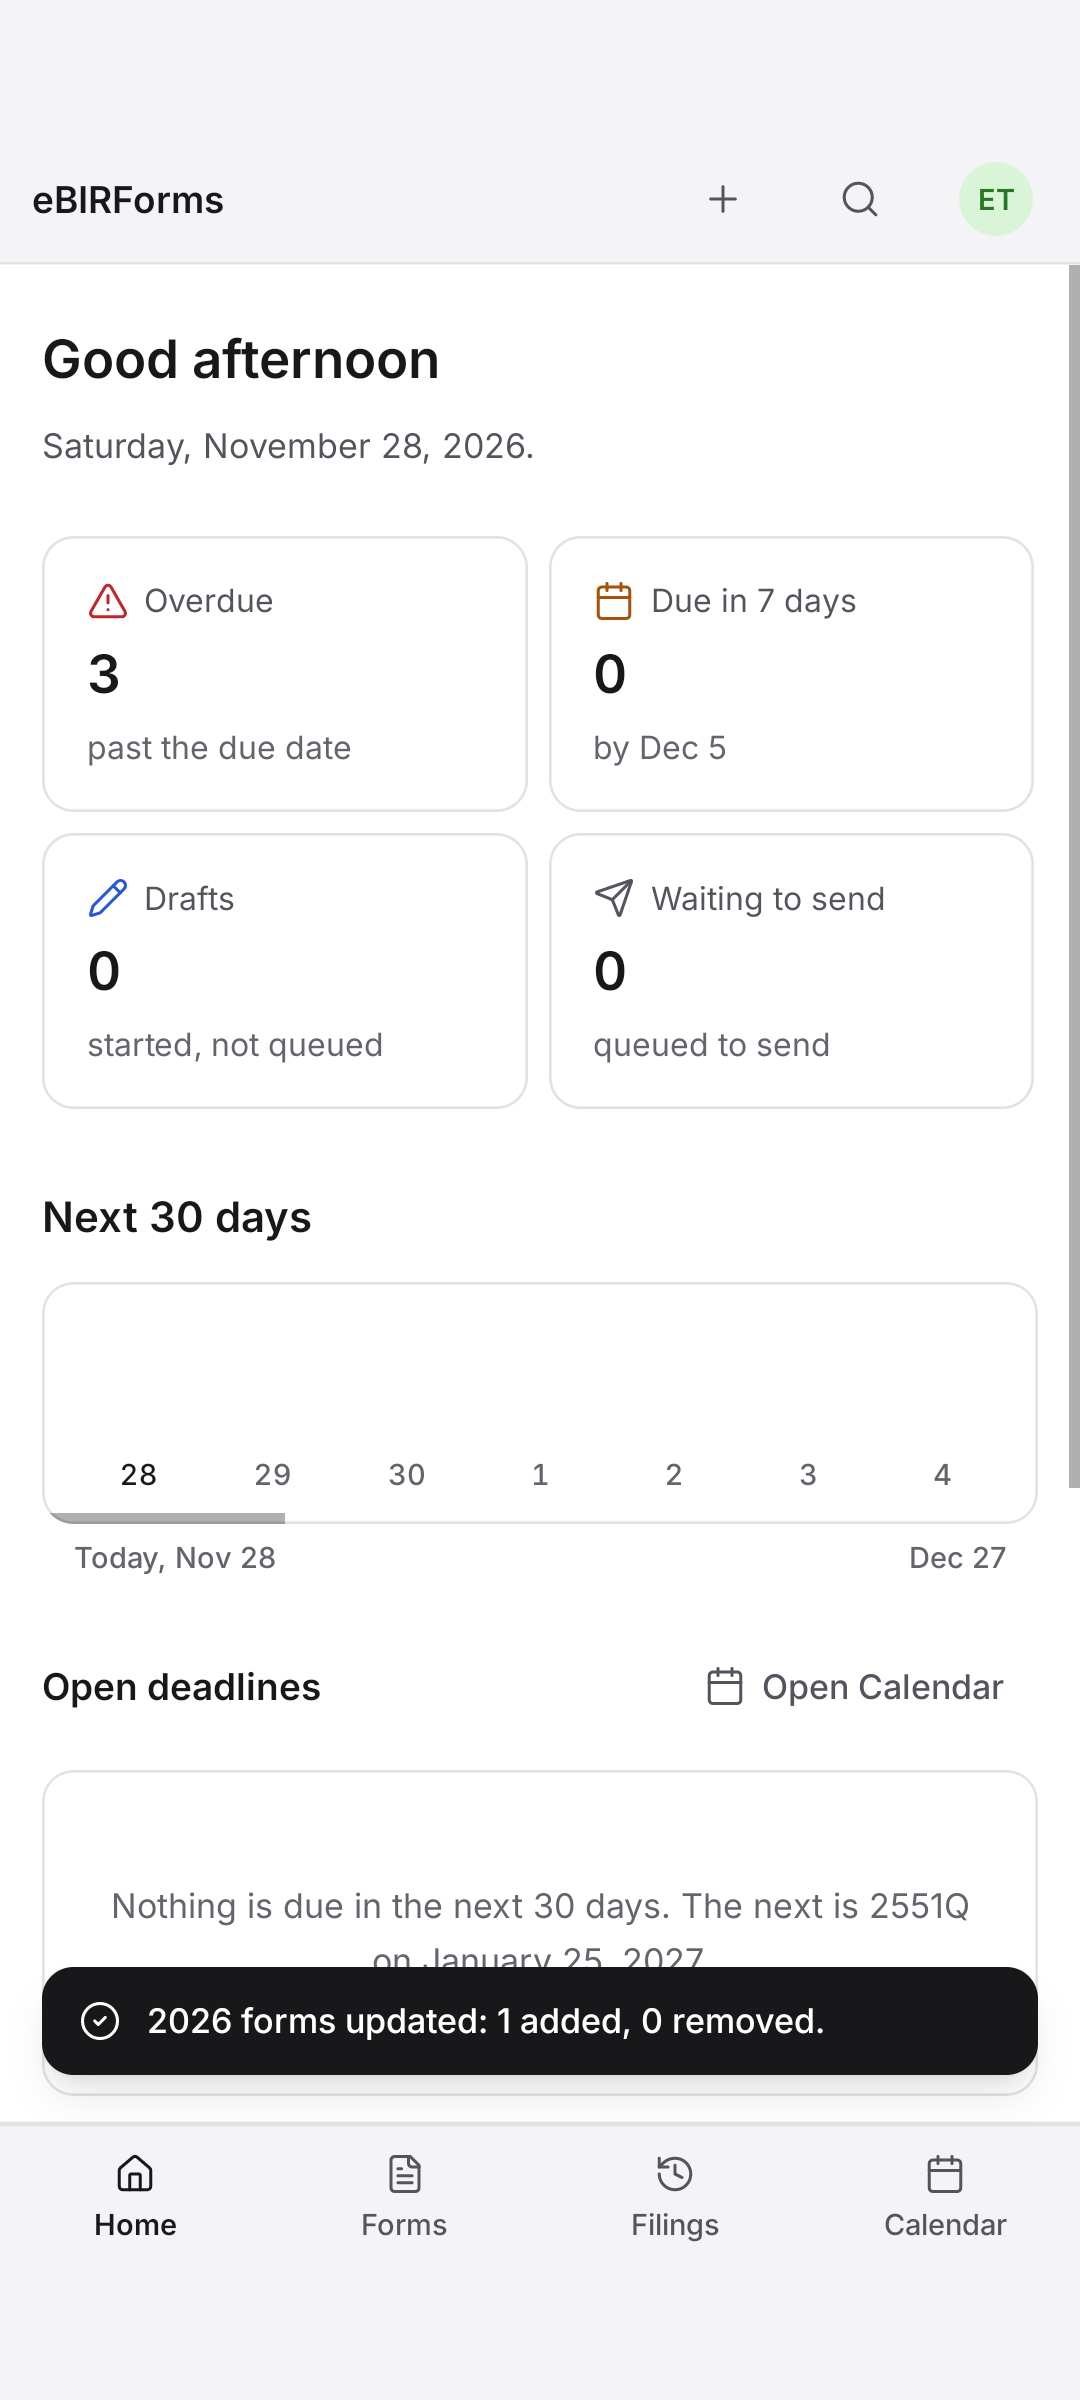 eBIRForms
ET
Good afternoon
Saturday, November 28, 2026.
Overdue
3
past the due date
Due in 7 days
0
by Dec 5
Drafts
0
started, not queued
Waiting to send
0
queued to send
Next 30 days
28 29 30 1 2 3 4
Today, Nov 28 Dec 27
Open deadlines
Open Calendar
Nothing is due in the next 30 days. The next is 2551Q
on January 25, 2027
2026 forms updated: 1 added, 0 removed.
Home Forms Filings Calendar